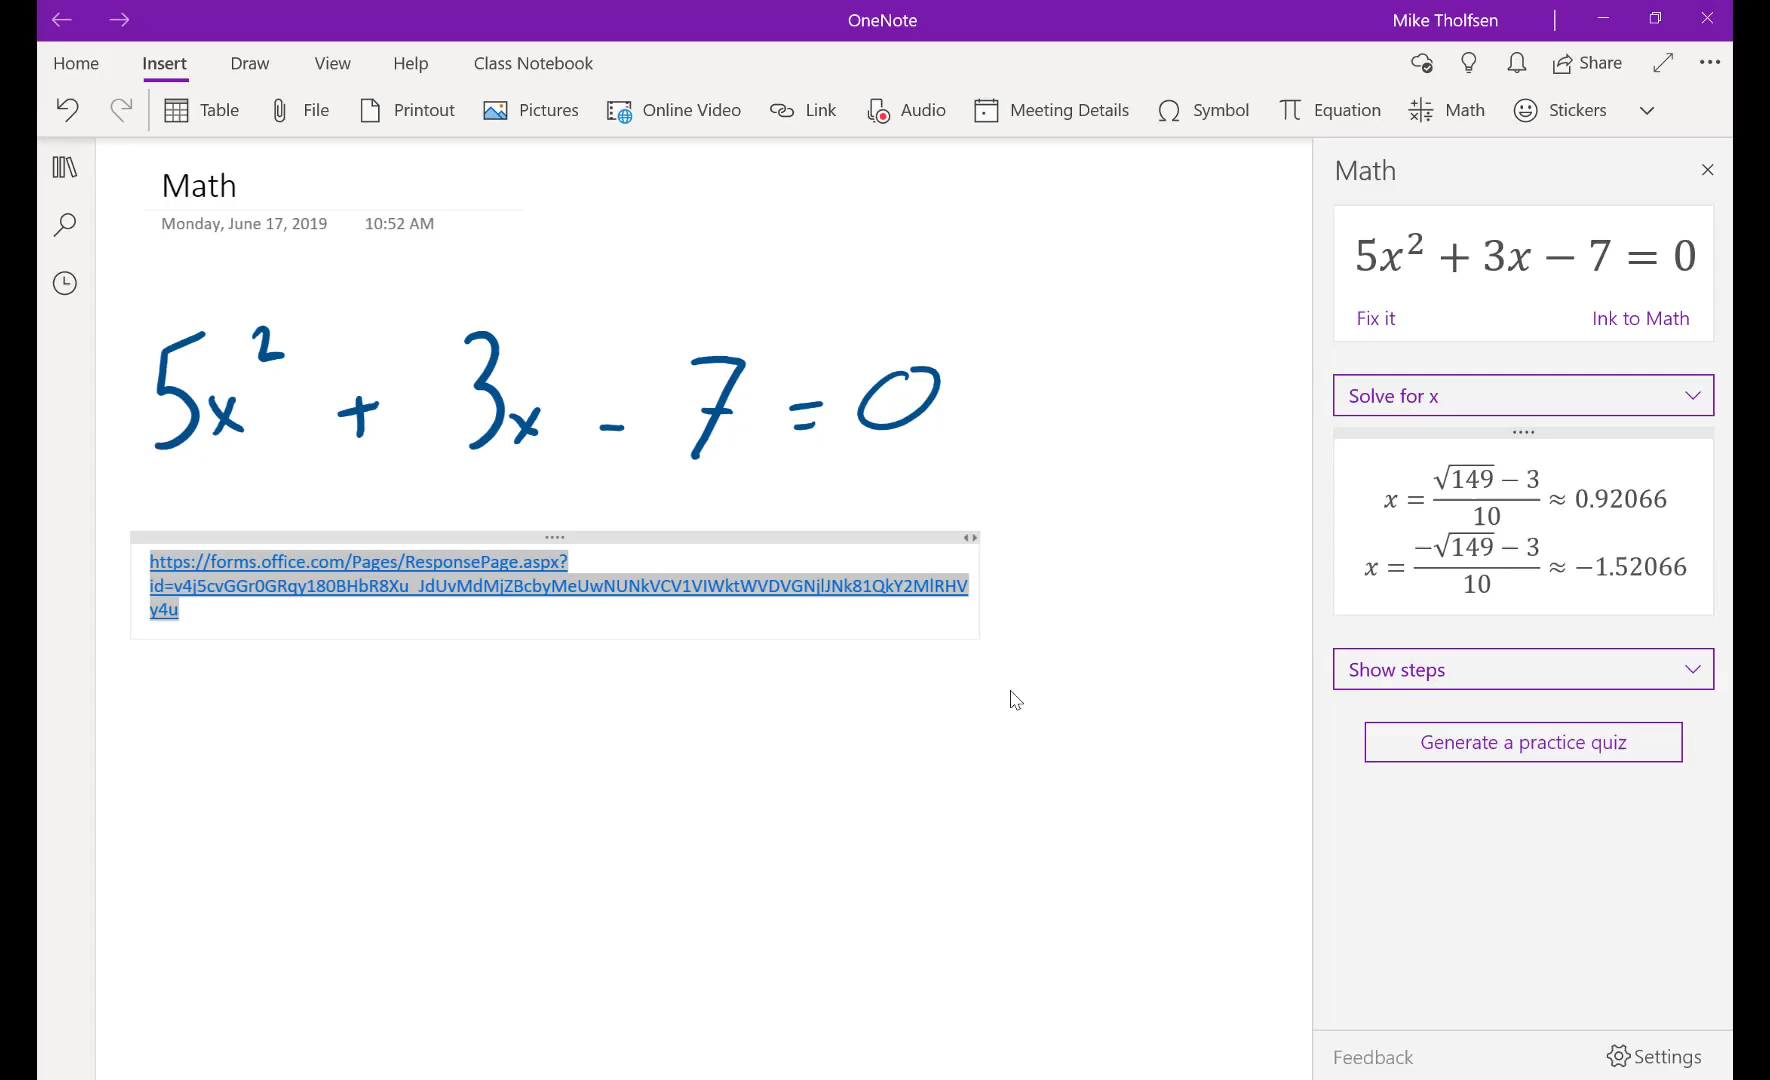 OneNote
Mike Tholfsen
Home Insert Draw View Help Class Notebook Share
Table File Printout Pictures Online Video Link Audio Meeting Details Symbol Equation Math Stickers
Math
Monday, June 17, 2019 10:52 AM
5x² + 3x - 7 = 0
https://forms.office.com/Pages/ResponsePage.aspx?
id=v4j5cvGGr0GRqy180BHbR8Xu_JdUvMdMjZBcbyMeUwNUNkVCV1VIWktWVDVGNjlJNk81QkY2MlRHV
y4u
Math
5x² + 3x − 7 = 0
Fix it Ink to Math
Solve for x
x = (√149 − 3)/10 ≈ 0.92066
x = (−√149 − 3)/10 ≈ −1.52066
Show steps
Generate a practice quiz
Feedback Settings